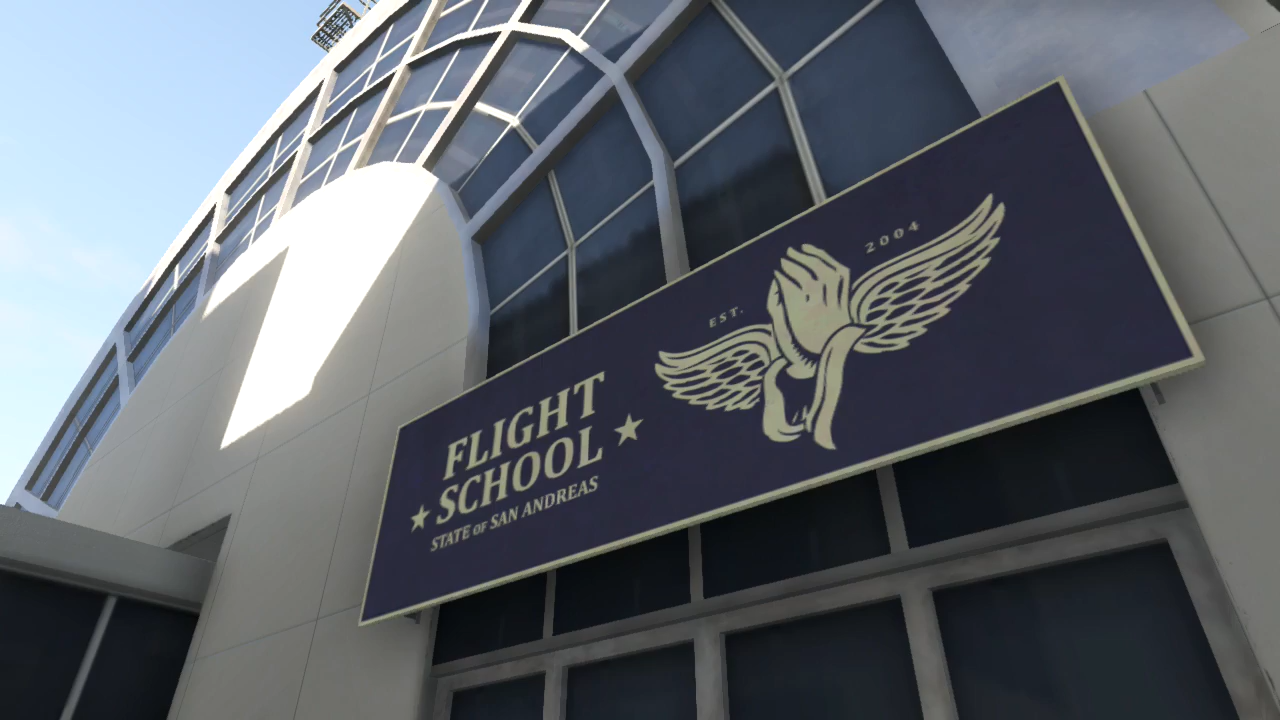 FLIGHT
SCHOOL
STATE OF SAN ANDREAS
EST.
2004